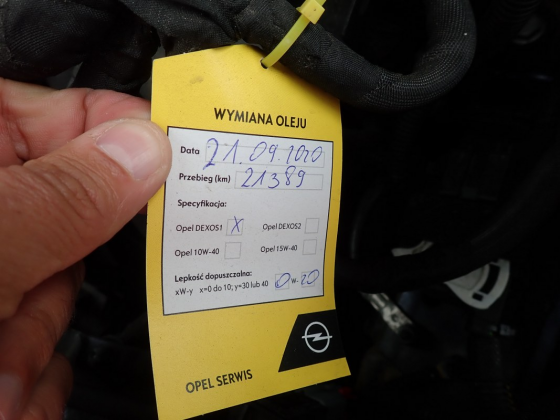 WYMIANA OLEJU
Data 21.09.2020
Przebieg (km) 21389
Specyfikacja:
Opel DEXOS1 X Opel DEXOS2
Opel 10W-40 Opel 15W-40
Lepkość dopuszczalna:
xW-y x=0 do 10; y=30 lub 40 0 W- 20
OPEL SERWIS